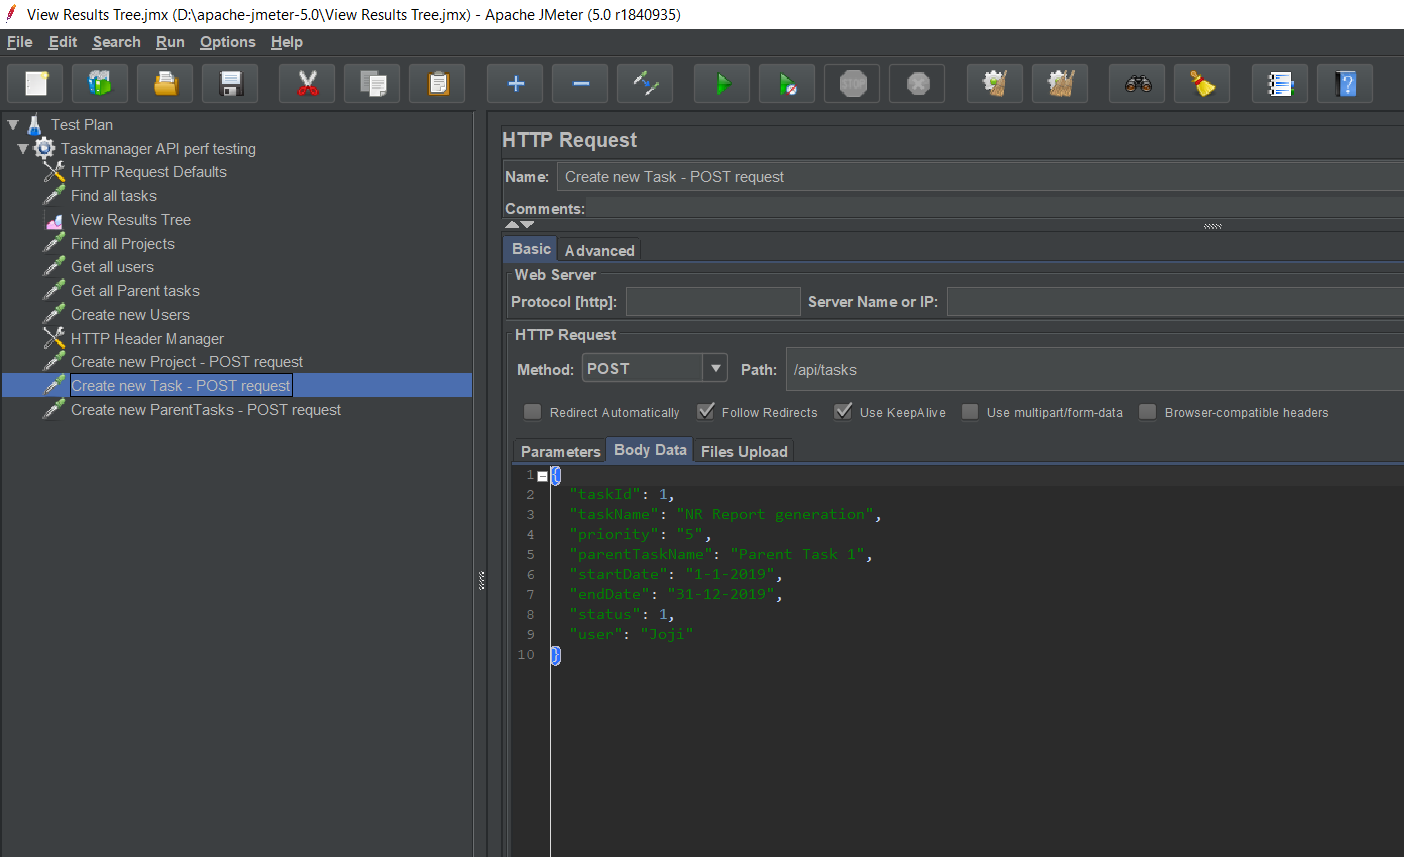 View Results Tree.jmx (D:\apache-jmeter-5.0\View Results Tree.jmx) - Apache JMeter (5.0 r1840935)
File Edit Search Run Options Help
STOP
Test Plan
Taskmanager API perf testing
HTTP Request Defaults
Find all tasks
View Results Tree
Find all Projects
Get all users
Get all Parent tasks
Create new Users
HTTP Header Manager
Create new Project - POST request
Create new Task - POST request
Create new ParentTasks - POST request
HTTP Request
Name: Create new Task - POST request
Comments:
Basic Advanced
Web Server
Protocol [http]: Server Name or IP:
HTTP Request
Method: POST Path: /api/tasks
Redirect Automatically Follow Redirects Use KeepAlive Use multipart/form-data Browser-compatible headers
Parameters Body Data Files Upload
1 {
2 "taskId": 1,
3 "taskName": "NR Report generation",
4 "priority": "5",
5 "parentTaskName": "Parent Task 1",
6 "startDate": "1-1-2019",
7 "endDate": "31-12-2019",
8 "status": 1,
9 "user": "Joji"
10 }